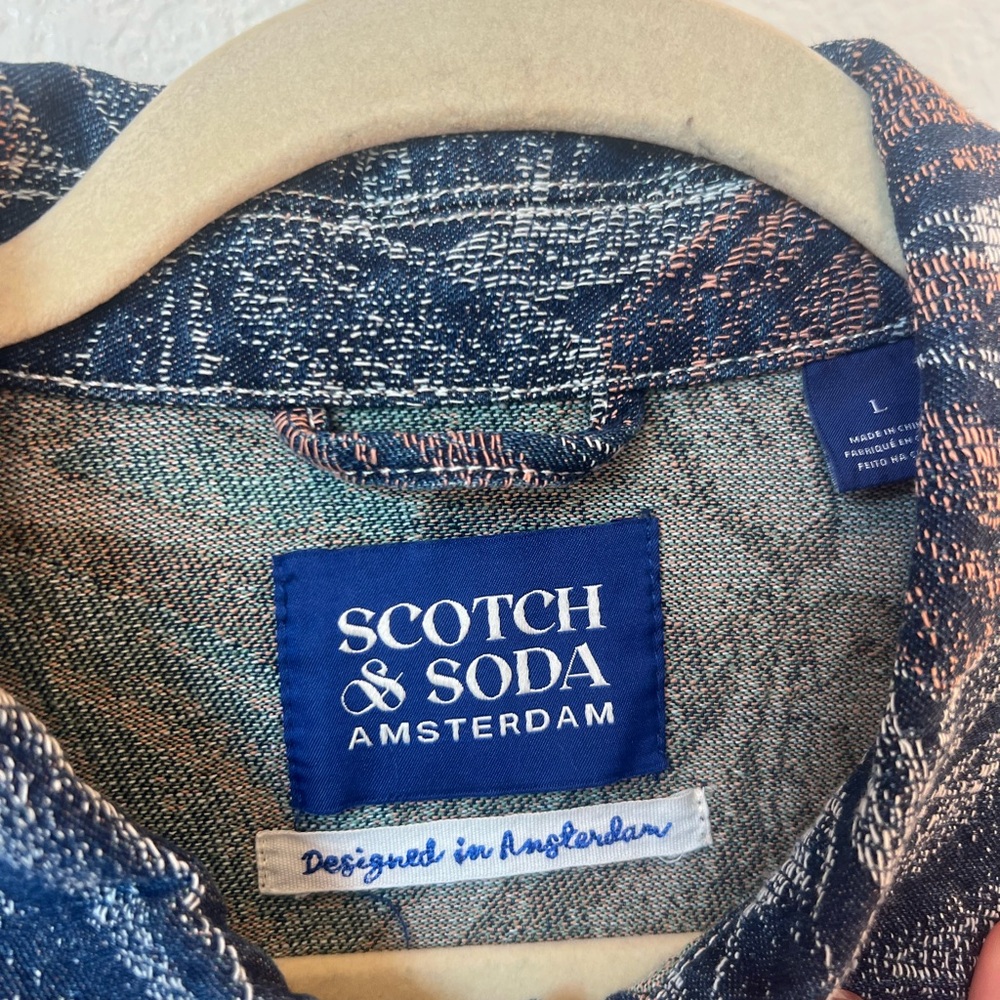 L
MADE IN
FABRIQUÉ EN
FEITO NA
SCOTCH
& SODA
AMSTERDAM
Designed in Amsterdam